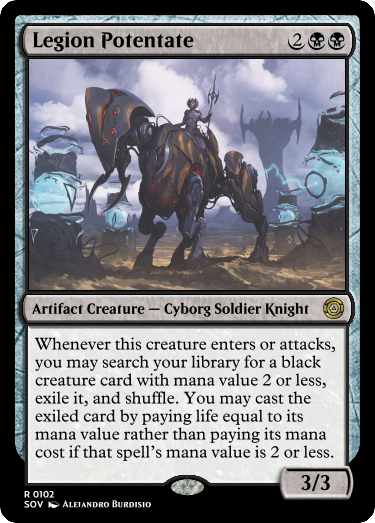 Legion Potentate 2
Artifact Creature — Cyborg Soldier Knight
Whenever this creature enters or attacks,
you may search your library for a black
creature card with mana value 2 or less,
exile it, and shuffle. You may cast the
exiled card by paying life equal to its
mana value rather than paying its mana
cost if that spell's mana value is 2 or less.
3/3
R 0102
SOV Alejandro Burdisio